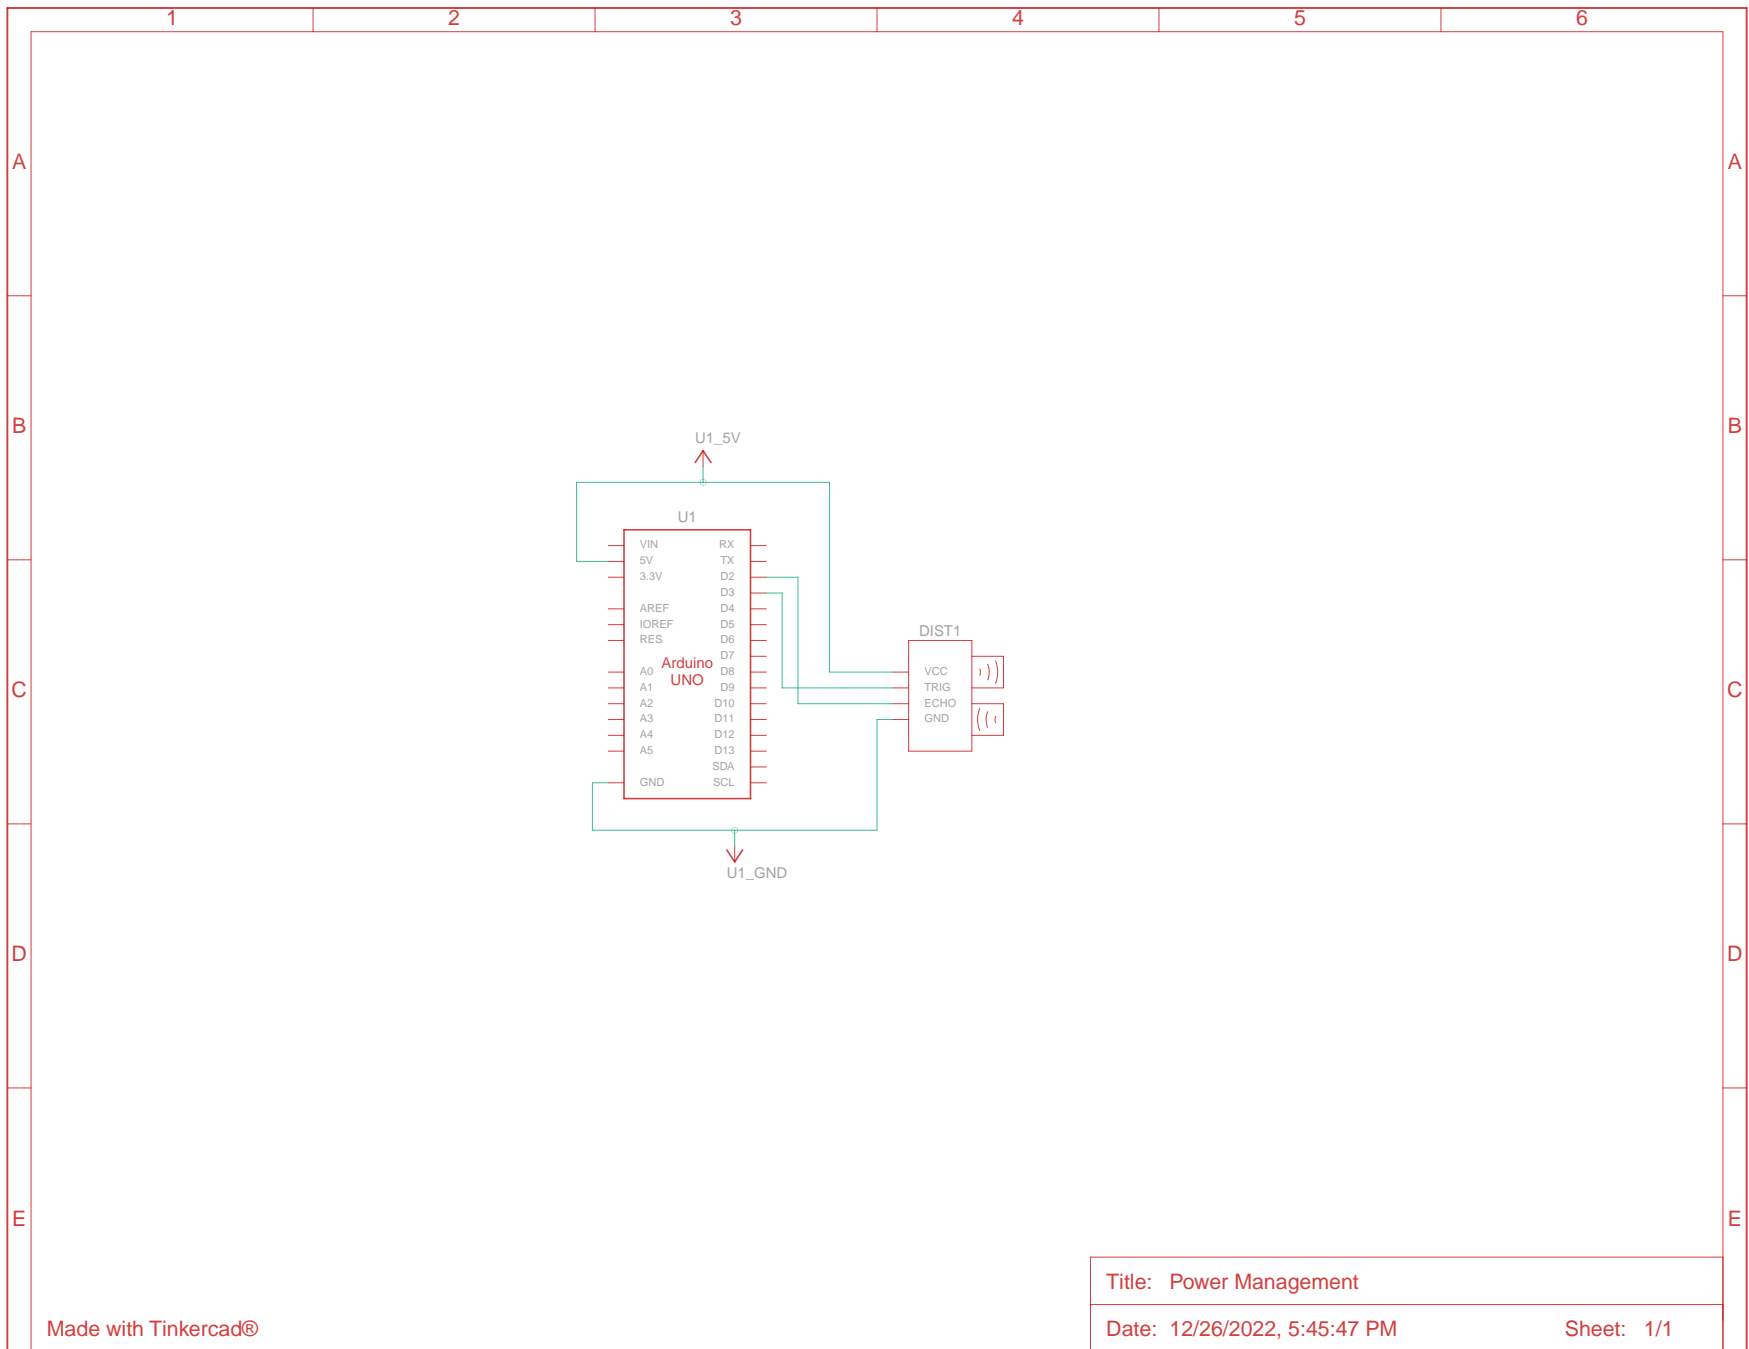 1 2 3 4 5 6
A A
B B
U1_5V
U1
VIN RX
5V TX
3.3V D2
D3
AREF D4
IOREF D5
RES D6
D7
DIST1
Arduino
UNO
A0 D8
A1 D9
A2 D10
A3 D11
A4 D12
A5 D13
SDA
GND SCL
VCC
TRIG
ECHO
GND
C C
U1_GND
D D
E E
Title: Power Management
Made with Tinkercad®
Date: 12/26/2022, 5:45:47 PM Sheet: 1/1